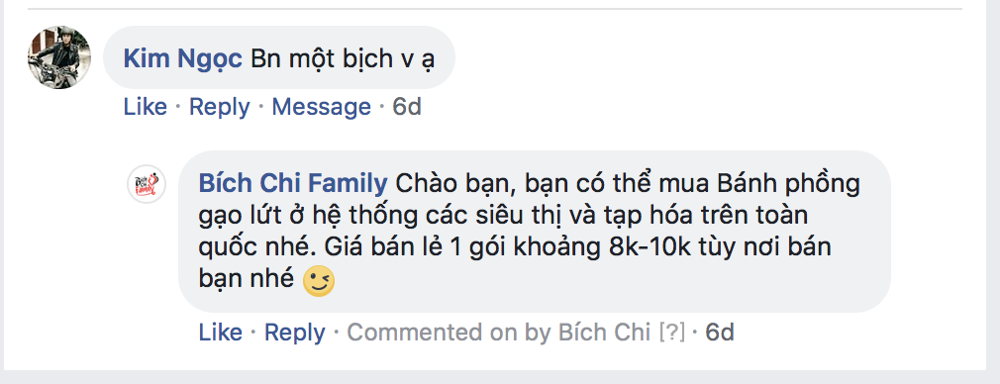 Kim Ngọc Bn một bịch v ạ
Like · Reply · Message · 6d
Bích Chi Family Chào bạn, bạn có thể mua Bánh phồng
gạo lứt ở hệ thống các siêu thị và tạp hóa trên toàn
quốc nhé. Giá bán lẻ 1 gói khoảng 8k-10k tùy nơi bán
bạn nhé 😉
Like · Reply · Commented on by Bích Chi [?] · 6d